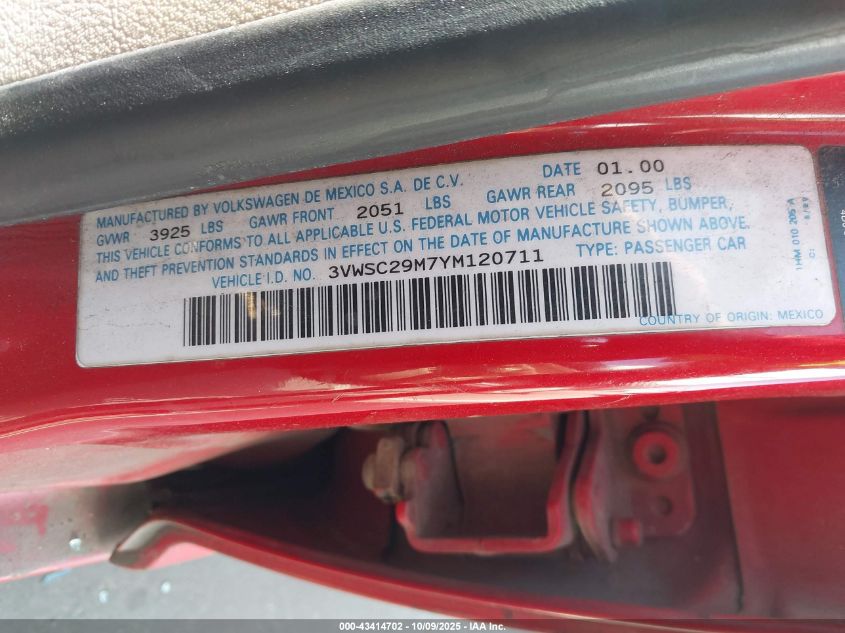 MANUFACTURED BY VOLKSWAGEN DE MEXICO S.A. DE C.V. DATE 01.00
GVWR 3925 LBS GAWR FRONT 2051 LBS GAWR REAR 2095 LBS
THIS VEHICLE CONFORMS TO ALL APPLICABLE U.S. FEDERAL MOTOR VEHICLE SAFETY, BUMPER,
AND THEFT PREVENTION STANDARDS IN EFFECT ON THE DATE OF MANUFACTURE SHOWN ABOVE.
VEHICLE I.D. NO. 3VWSC29M7YM120711 TYPE: PASSENGER CAR
COUNTRY OF ORIGIN: MEXICO
1HM 010 205 A
000-43414702 - 10/09/2025 - IAA Inc.